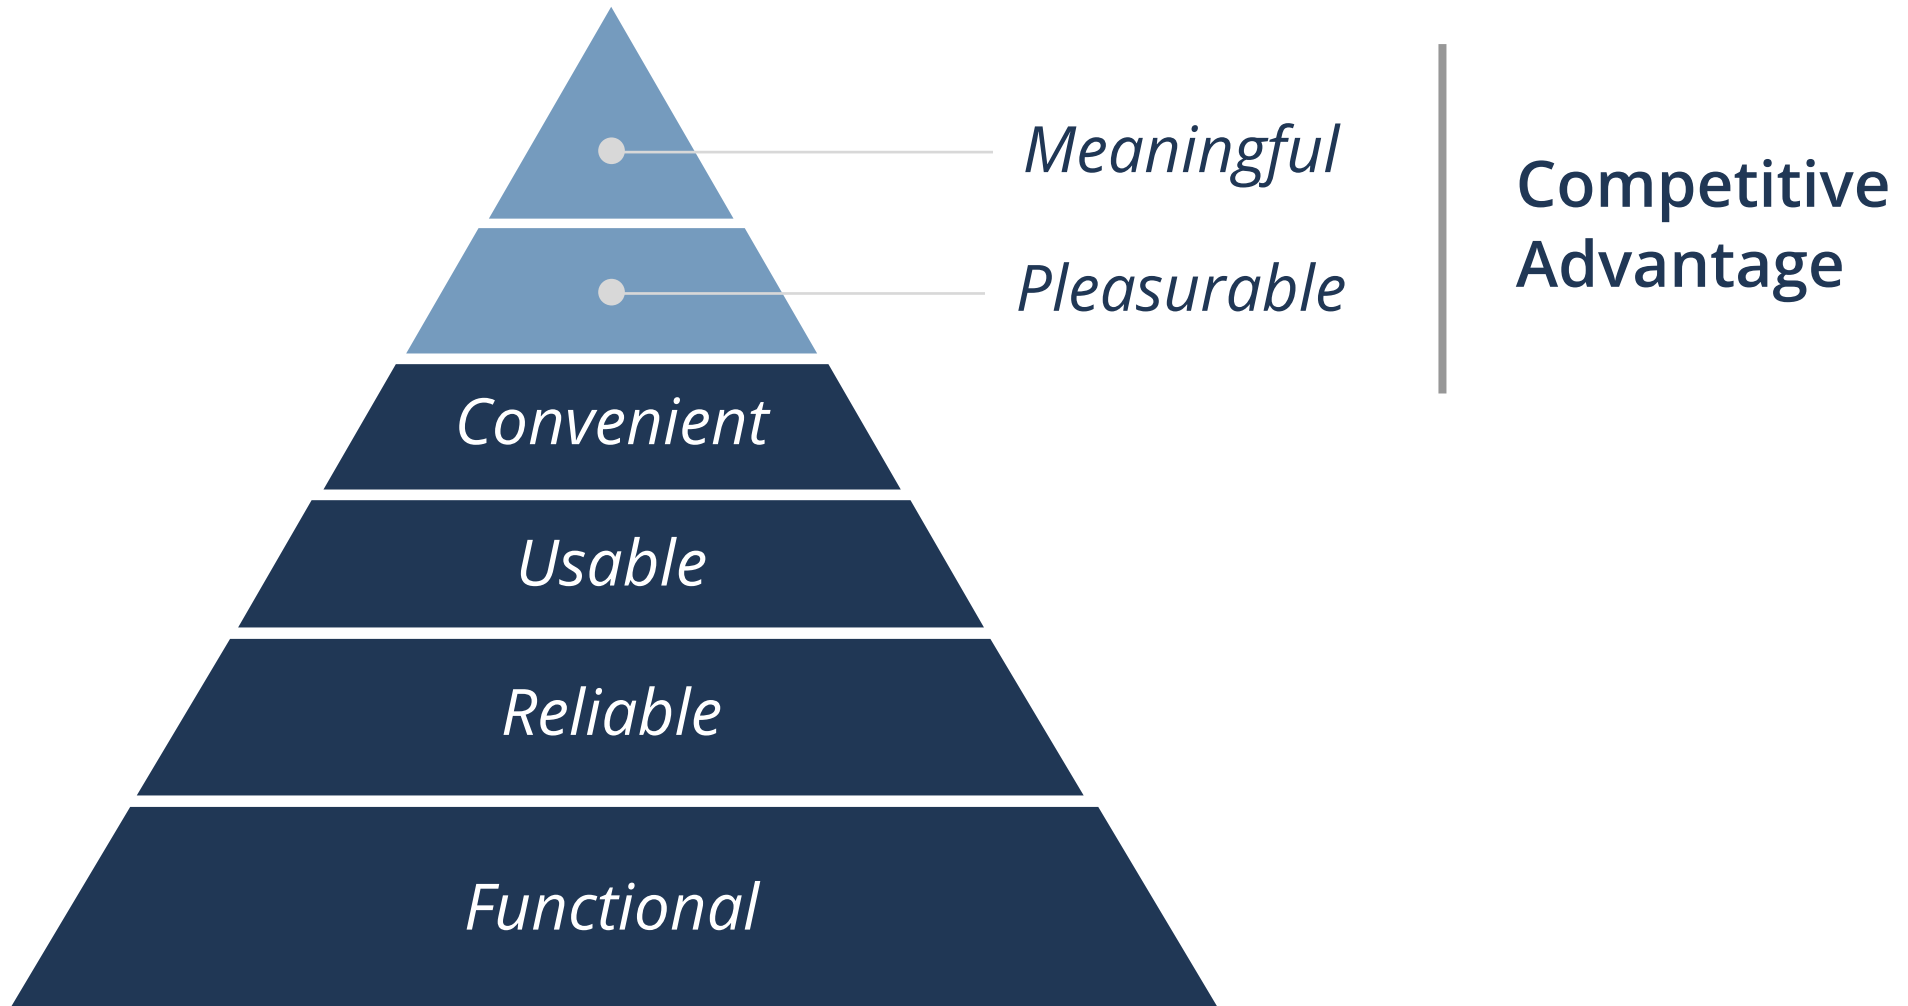 Meaningful
Pleasurable
Competitive
Advantage
Convenient
Usable
Reliable
Functional